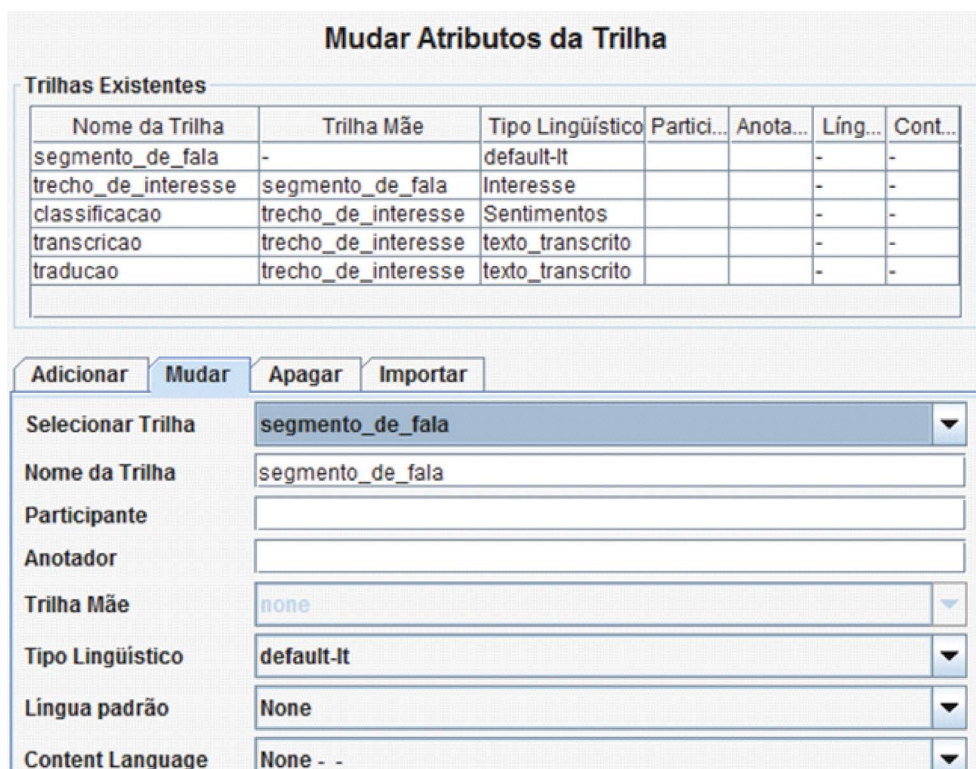 Mudar Atributos da Trilha
Trilhas Existentes
Nome da Trilha Trilha Mãe Tipo Lingüístico Partici... Anota... Líng... Cont...
segmento_de_fala - default-lt - -
trecho_de_interesse segmento_de_fala Interesse - -
classificacao trecho_de_interesse Sentimentos - -
transcricao trecho_de_interesse texto_transcrito - -
traducao trecho_de_interesse texto_transcrito - -
Adicionar Mudar Apagar Importar
Selecionar Trilha segmento_de_fala
Nome da Trilha segmento_de_fala
Participante
Anotador
Trilha Mãe none
Tipo Lingüístico default-lt
Língua padrão None
Content Language None - -